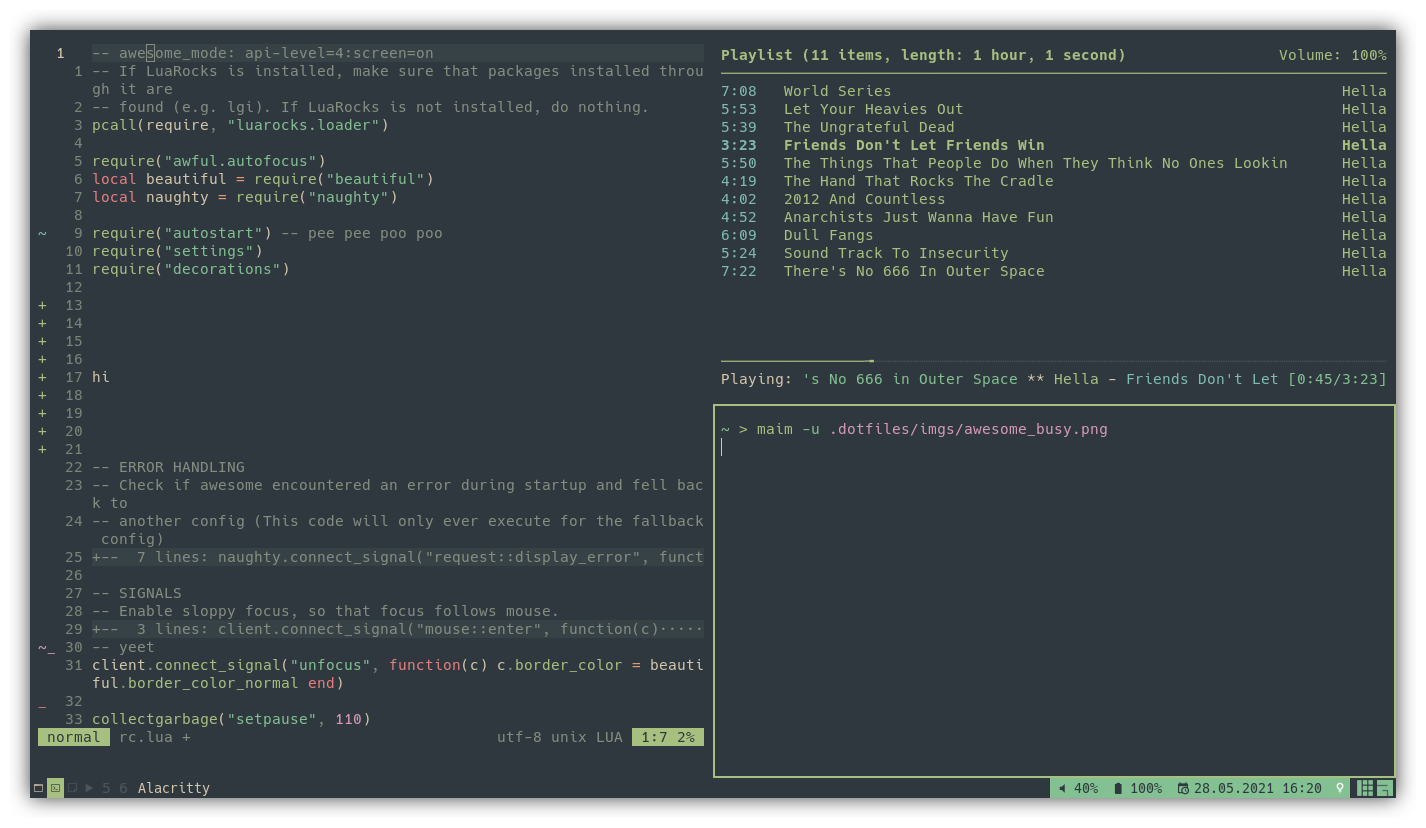 1 -- awesome_mode: api-level=4:screen=on
1 -- If LuaRocks is installed, make sure that packages installed throu
gh it are
2 -- found (e.g. lgi). If LuaRocks is not installed, do nothing.
3 pcall(require, "luarocks.loader")
4
5 require("awful.autofocus")
6 local beautiful = require("beautiful")
7 local naughty = require("naughty")
8
~ 9 require("autostart") -- pee pee poo poo
10 require("settings")
11 require("decorations")
12
+ 13
+ 14
+ 15
+ 16
+ 17 hi
+ 18
+ 19
+ 20
+ 21
22 -- ERROR HANDLING
23 -- Check if awesome encountered an error during startup and fell bac
k to
24 -- another config (This code will only ever execute for the fallback
config)
25 +--  7 lines: naughty.connect_signal("request::display_error", funct
26
27 -- SIGNALS
28 -- Enable sloppy focus, so that focus follows mouse.
29 +--  3 lines: client.connect_signal("mouse::enter", function(c)·····
~_ 30 -- yeet
31 client.connect_signal("unfocus", function(c) c.border_color = beauti
ful.border_color_normal end)
_ 32
33 collectgarbage("setpause", 110)
normal rc.lua + utf-8 unix LUA 1:7 2%
Playlist (11 items, length: 1 hour, 1 second) Volume: 100%
7:08 World Series Hella
5:53 Let Your Heavies Out Hella
5:39 The Ungrateful Dead Hella
3:23 Friends Don't Let Friends Win Hella
5:50 The Things That People Do When They Think No Ones Lookin Hella
4:19 The Hand That Rocks The Cradle Hella
4:02 2012 And Countless Hella
4:52 Anarchists Just Wanna Have Fun Hella
6:09 Dull Fangs Hella
5:24 Sound Track To Insecurity Hella
7:22 There's No 666 In Outer Space Hella
Playing: 's No 666 in Outer Space ** Hella - Friends Don't Let [0:45/3:23]
~ > maim -u .dotfiles/imgs/awesome_busy.png
5 6 Alacritty 40% 100% 28.05.2021 16:20